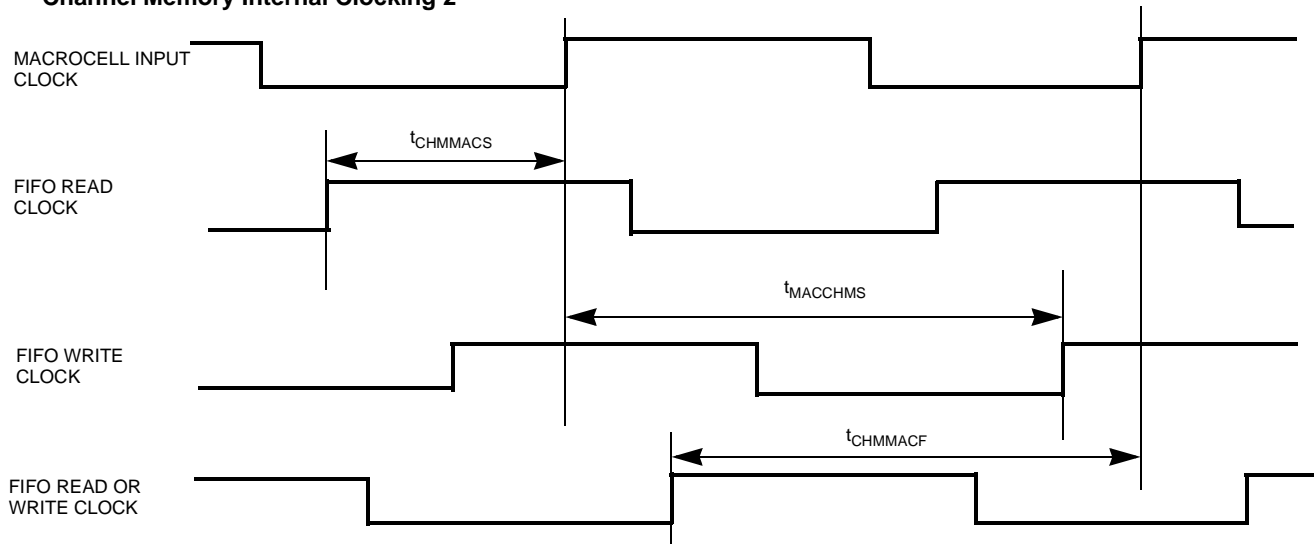 Channel Memory Internal Clocking 2
MACROCELL INPUT
CLOCK
tCHMMACS
FIFO READ
CLOCK
tMACCHMS
FIFO WRITE
CLOCK
tCHMMACF
FIFO READ OR
WRITE CLOCK